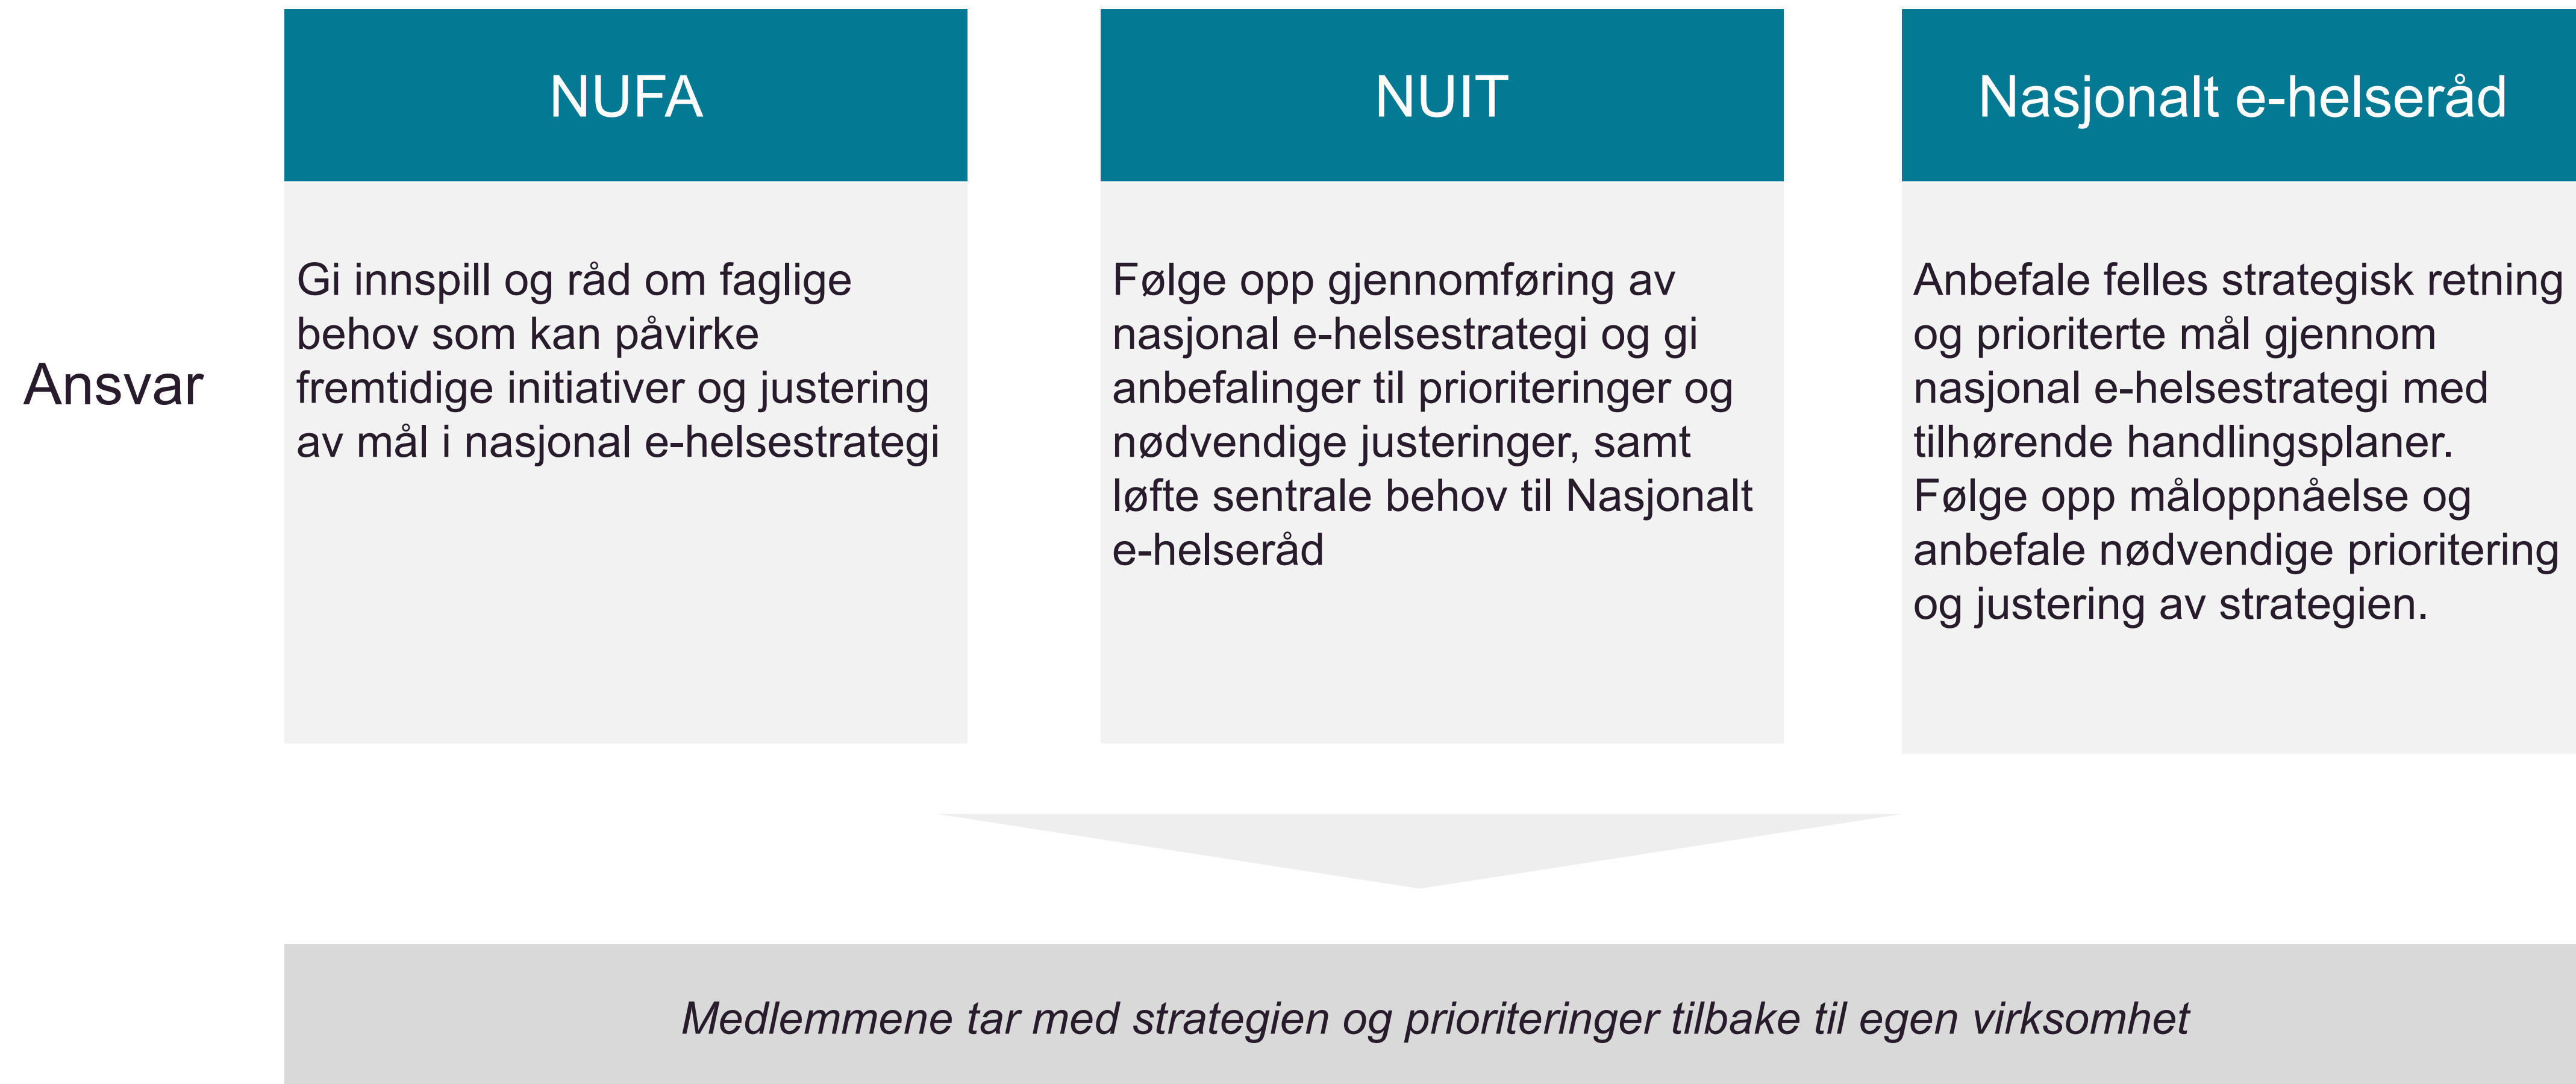 NUFA
NUIT
Nasjonalt e-helseråd
Ansvar
Gi innspill og råd om faglige
behov som kan påvirke
fremtidige initiativer og justering
av mål i nasjonal e-helsestrategi
Følge opp gjennomføring av
nasjonal e-helsestrategi og gi
anbefalinger til prioriteringer og
nødvendige justeringer, samt
løfte sentrale behov til Nasjonalt
e-helseråd
Anbefale felles strategisk retning
og prioriterte mål gjennom
nasjonal e-helsestrategi med
tilhørende handlingsplaner.
Følge opp måloppnåelse og
anbefale nødvendige prioritering
og justering av strategien.
Medlemmene tar med strategien og prioriteringer tilbake til egen virksomhet